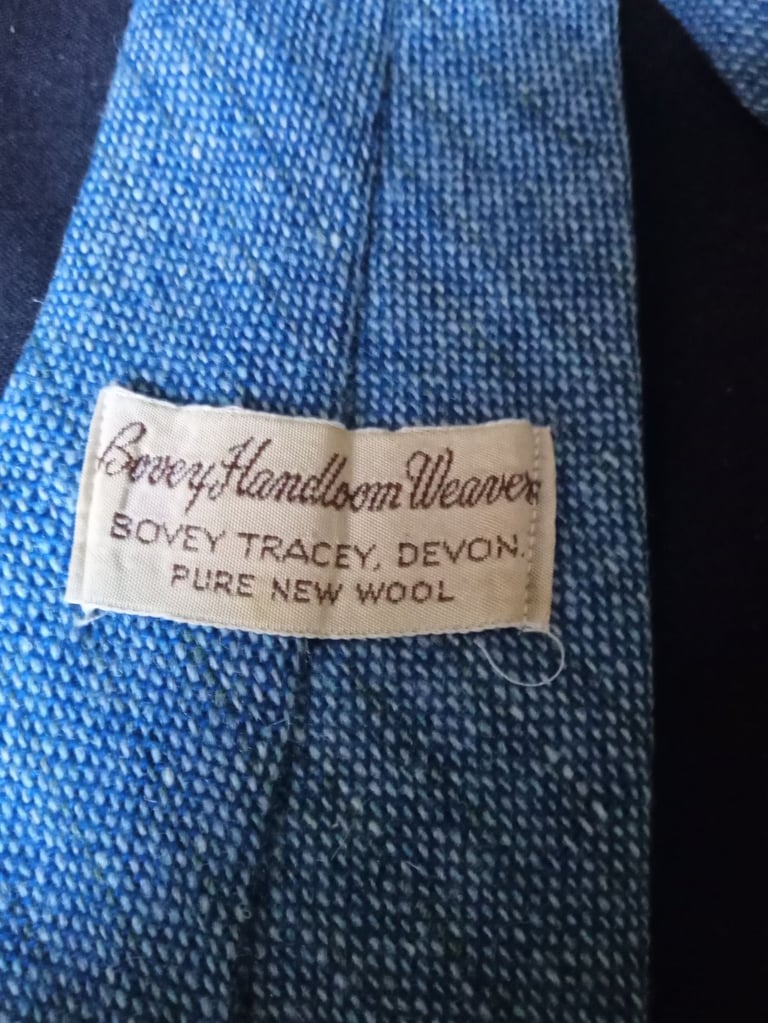 Bovey Handloom Weavers
BOVEY TRACEY, DEVON.
PURE NEW WOOL